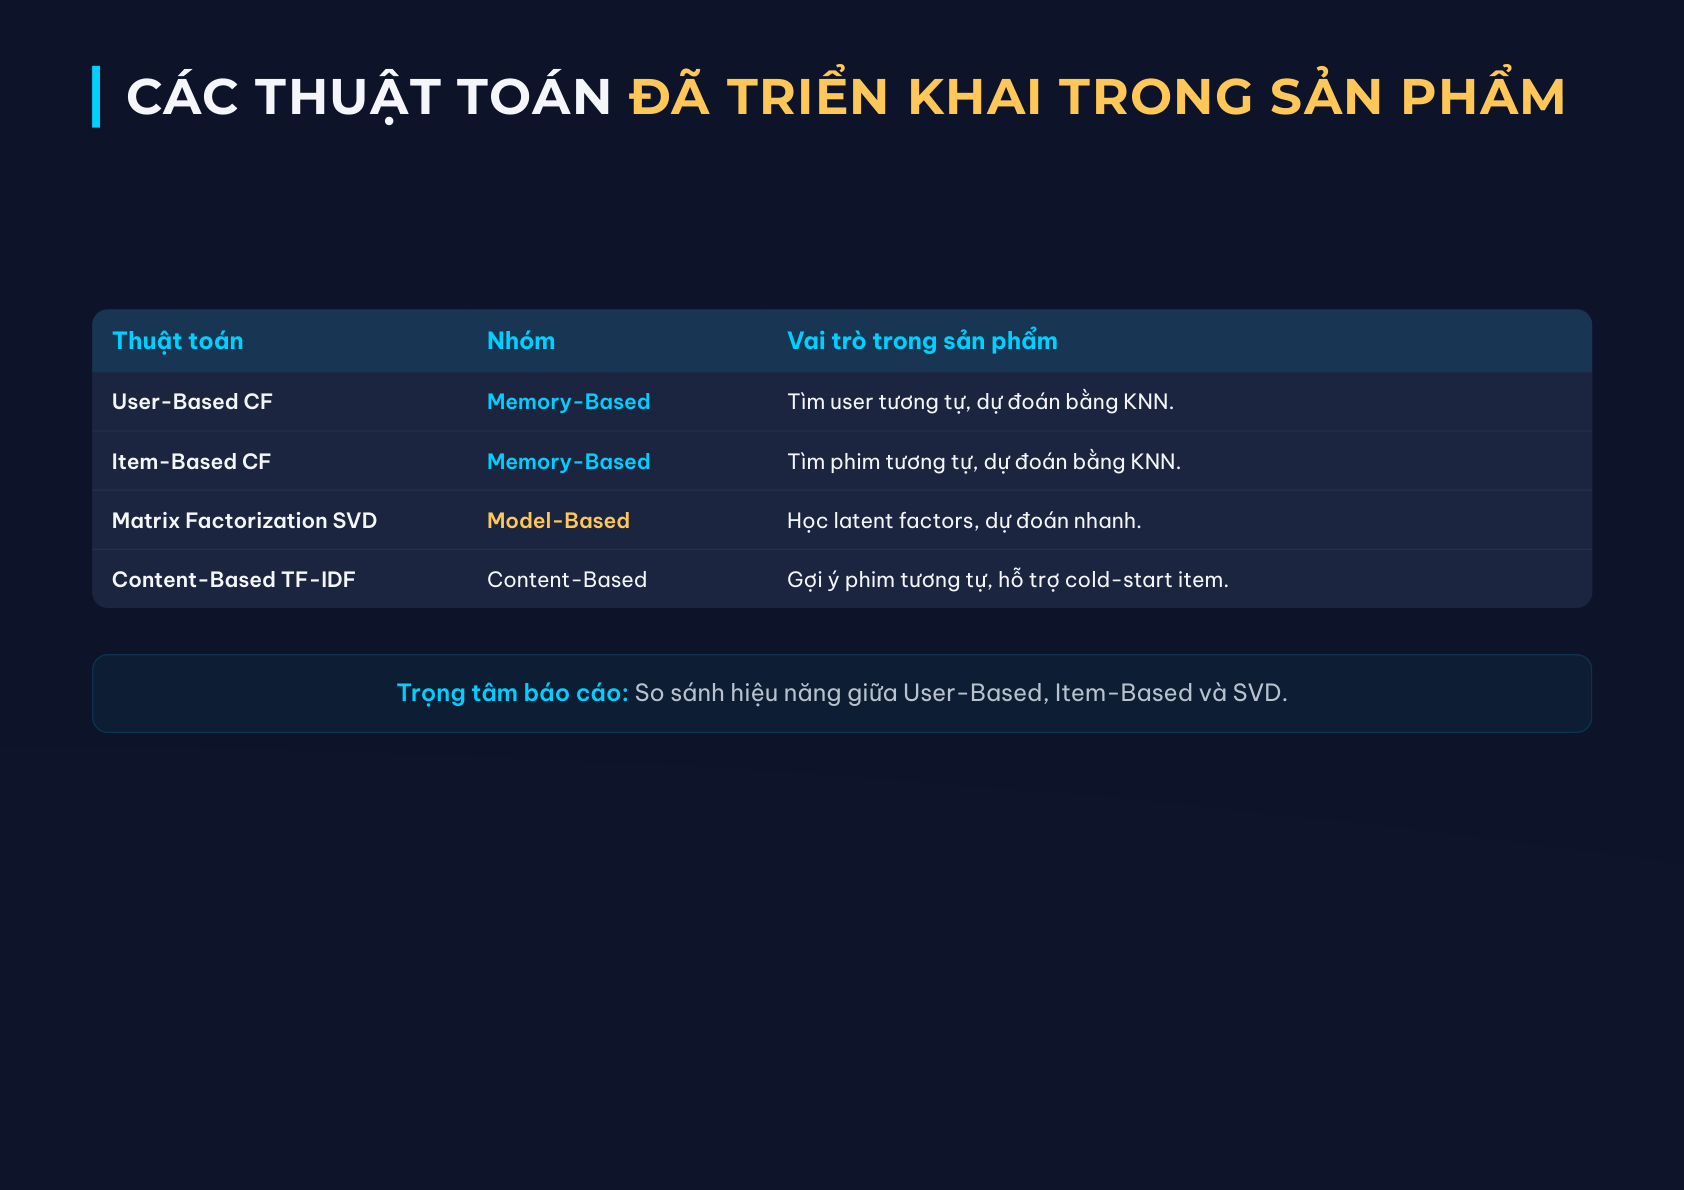 CÁC THUẬT TOÁN ĐÃ TRIỂN KHAI TRONG SẢN PHẨM
Thuật toán Nhóm Vai trò trong sản phẩm
User-Based CF Memory-Based Tìm user tương tự, dự đoán bằng KNN.
Item-Based CF Memory-Based Tìm phim tương tự, dự đoán bằng KNN.
Matrix Factorization SVD Model-Based Học latent factors, dự đoán nhanh.
Content-Based TF-IDF Content-Based Gợi ý phim tương tự, hỗ trợ cold-start item.
Trọng tâm báo cáo: So sánh hiệu năng giữa User-Based, Item-Based và SVD.